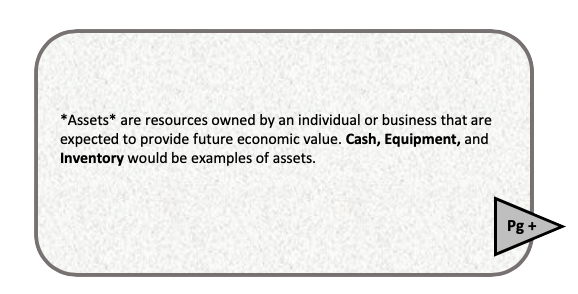 *Assets* are resources owned by an individual or business that are
expected to provide future economic value. Cash, Equipment, and
Inventory would be examples of assets.
Pg +